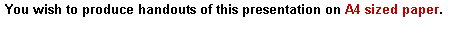 You wish to produce handouts of this presentation on A4 sized paper.